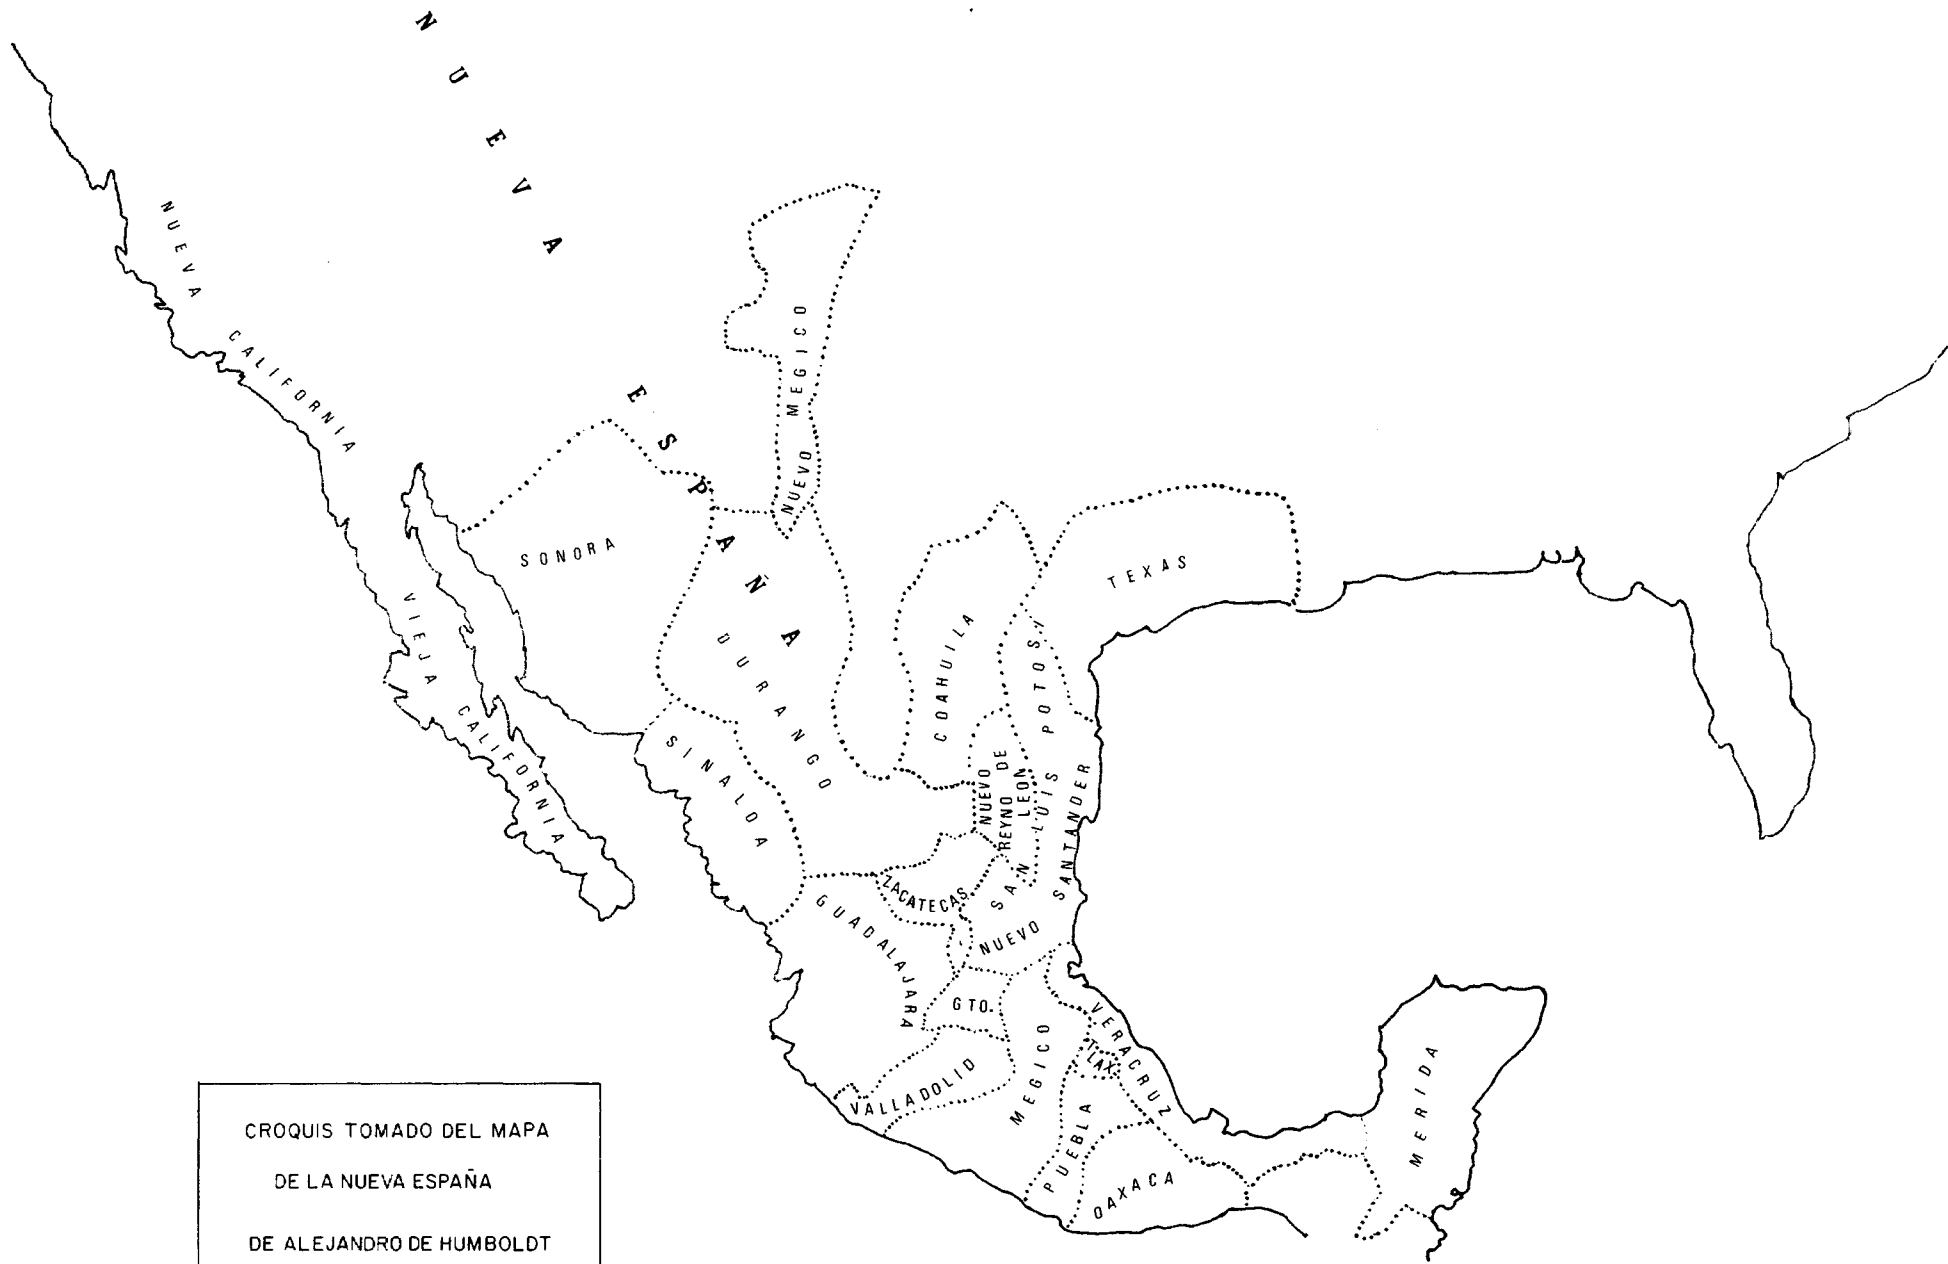 NUEVA ESPAÑA
NUEVA CALIFORNIA
NUEVO MEGICO
SONORA
TEXAS
VIEJA CALIFORNIA
DURANGO
COAHUILA
SAN LUIS POTOSI
SINALOA
NUEVO
REYNO DE
LEON
NUEVO SANTANDER
ZACATECAS
GUADALAJARA
GTO.
VERACRUZ
MEGICO
TLAX.
VALLADOLID
PUEBLA
OAXACA
MERIDA
CROQUIS TOMADO DEL MAPA
DE LA NUEVA ESPAÑA
DE ALEJANDRO DE HUMBOLDT